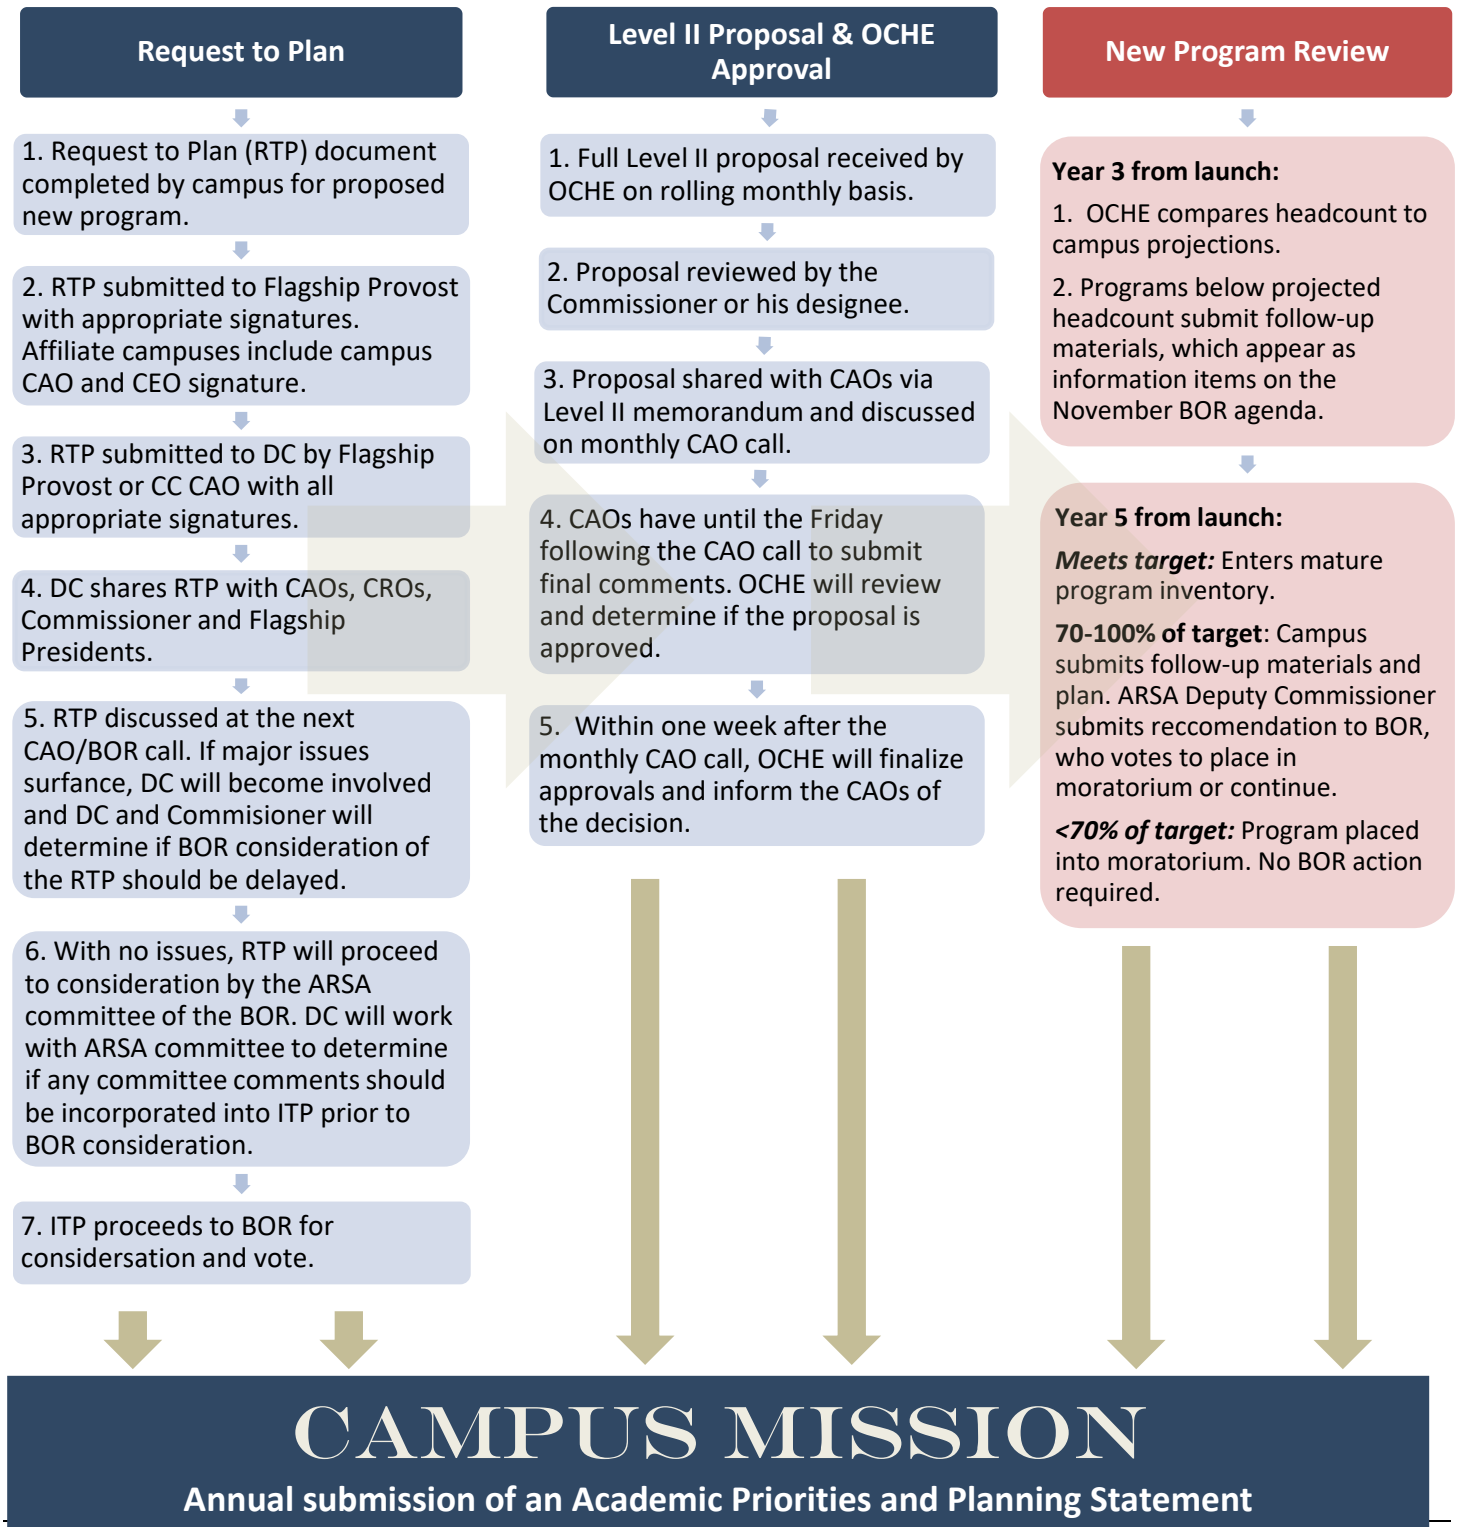 Request to Plan
1. Request to Plan (RTP) document
completed by campus for proposed
new program.
2. RTP submitted to Flagship Provost
with appropriate signatures.
Affiliate campuses include campus
CAO and CEO signature.
3. RTP submitted to DC by Flagship
Provost or CC CAO with all
appropriate signatures.
4. DC shares RTP with CAOs, CROs,
Commissioner and Flagship
Presidents.
5. RTP discussed at the next
CAO/BOR call. If major issues
surfance, DC will become involved
and DC and Commisioner will
determine if BOR consideration of
the RTP should be delayed.
6. With no issues, RTP will proceed
to consideration by the ARSA
committee of the BOR. DC will work
with ARSA committee to determine
if any committee comments should
be incorporated into ITP prior to
BOR consideration.
7. ITP proceeds to BOR for
considersation and vote.
Level II Proposal & OCHE
Approval
1. Full Level II proposal received by
OCHE on rolling monthly basis.
2. Proposal reviewed by the
Commissioner or his designee.
3. Proposal shared with CAOs via
Level II memorandum and discussed
on monthly CAO call.
4. CAOs have until the Friday
following the CAO call to submit
final comments. OCHE will review
and determine if the proposal is
approved.
5. Within one week after the
monthly CAO call, OCHE will finalize
approvals and inform the CAOs of
the decision.
New Program Review
Year 3 from launch:
1. OCHE compares headcount to
campus projections.
2. Programs below projected
headcount submit follow-up
materials, which appear as
information items on the
November BOR agenda.
Year 5 from launch:
Meets target: Enters mature
program inventory.
70-100% of target: Campus
submits follow-up materials and
plan. ARSA Deputy Commissioner
submits reccomendation to BOR,
who votes to place in
moratorium or continue.
<70% of target: Program placed
into moratorium. No BOR action
required.
CAMPUS MISSION
Annual submission of an Academic Priorities and Planning Statement